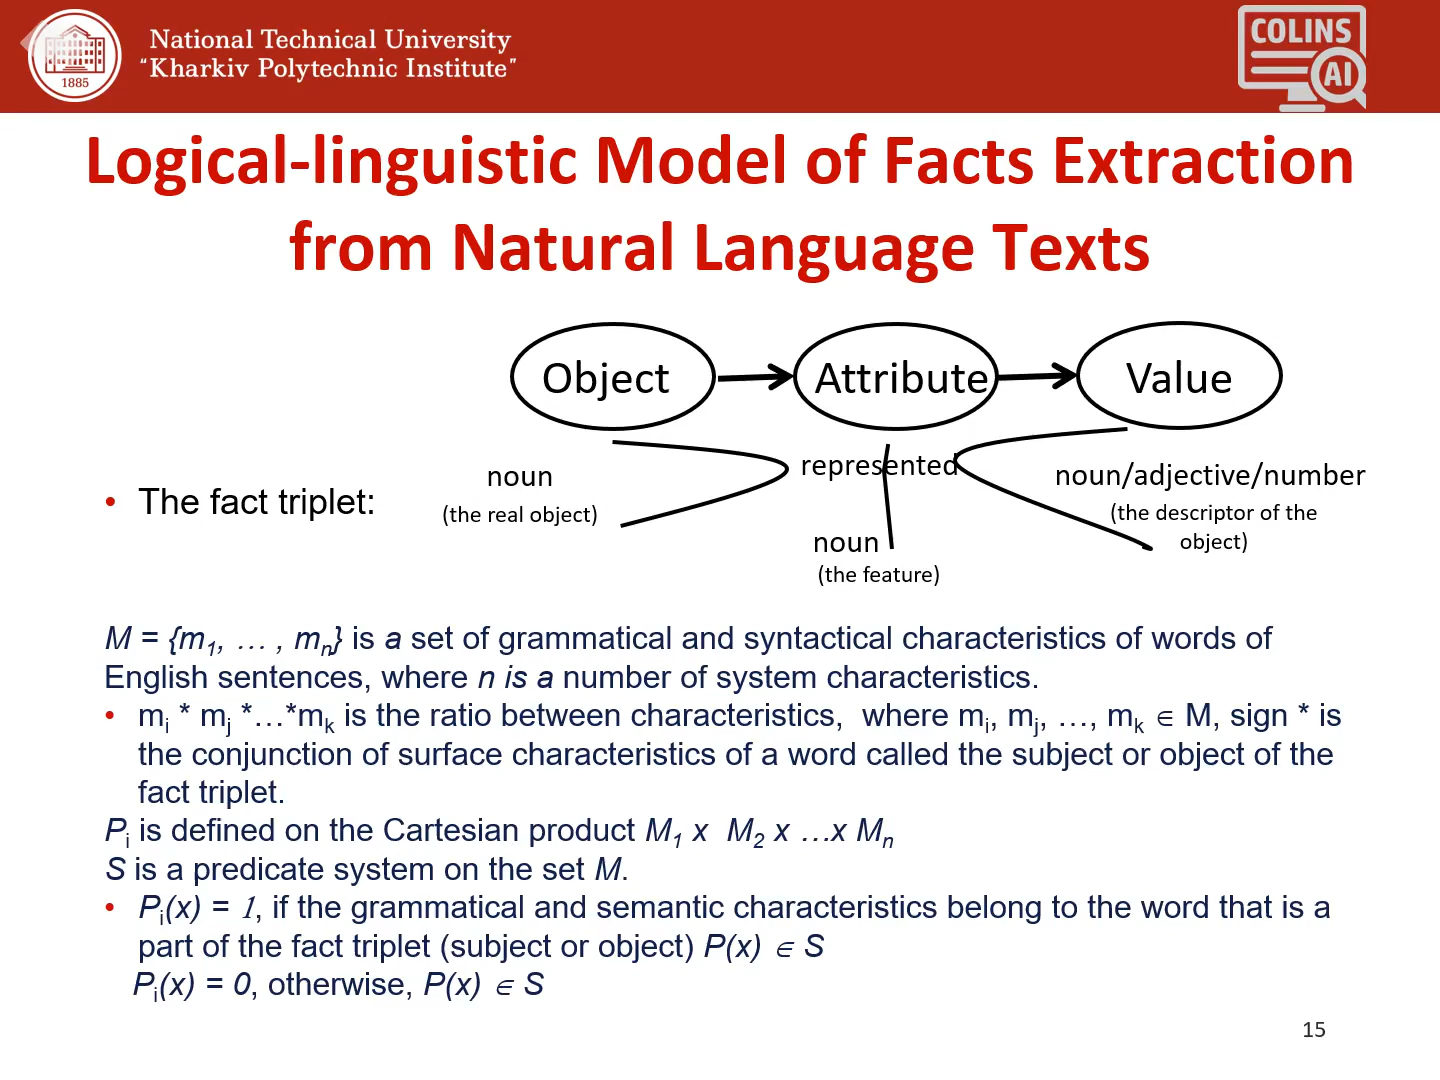 National Technical University
“Kharkiv Polytechnic Institute”
1885
COLINS
AI
Logical-linguistic Model of Facts Extraction
from Natural Language Texts
Object
Attribute
Value
• The fact triplet:
noun
(the real object)
represented
noun
(the feature)
noun/adjective/number
(the descriptor of the
object)
M = {m1, … , mn} is a set of grammatical and syntactical characteristics of words of
English sentences, where n is a number of system characteristics.
• mi * mj *…*mk is the ratio between characteristics, where mi, mj, …, mk ∈ M, sign * is
the conjunction of surface characteristics of a word called the subject or object of the
fact triplet.
Pi is defined on the Cartesian product M1 x M2 x …x Mn
S is a predicate system on the set M.
• Pi(x) = 1, if the grammatical and semantic characteristics belong to the word that is a
part of the fact triplet (subject or object) P(x) ∈ S
Pi(x) = 0, otherwise, P(x) ∈ S
15